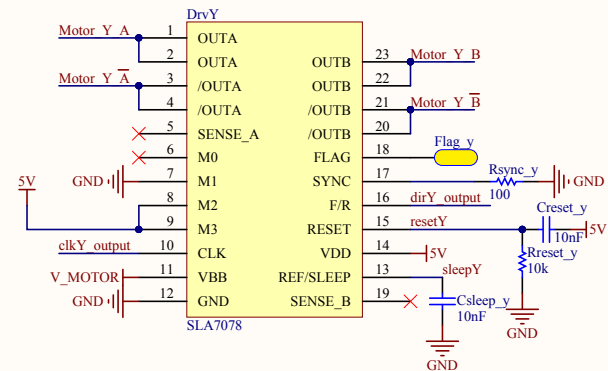 DrvY
Motor_Y_A 1 OUTA
2 OUTA OUTB 23 Motor_Y_B
Motor_Y_A̅ 3 /OUTA OUTB 22
4 /OUTA /OUTB 21 Motor_Y_B̅
5 SENSE_A /OUTB 20
6 M0 FLAG 18 Flag_y
GND 7 M1 SYNC 17 Rsync_y GND
100
5V 8 M2 F/R 16 dirY_output
9 M3 RESET 15 resetY Creset_y 5V
10nF
clkY_output 10 CLK VDD 14 5V
Rreset_y
10k
V_MOTOR 11 VBB REF/SLEEP 13 sleepY
GND 12 GND SENSE_B 19
Csleep_y
10nF
GND
SLA7078
GND